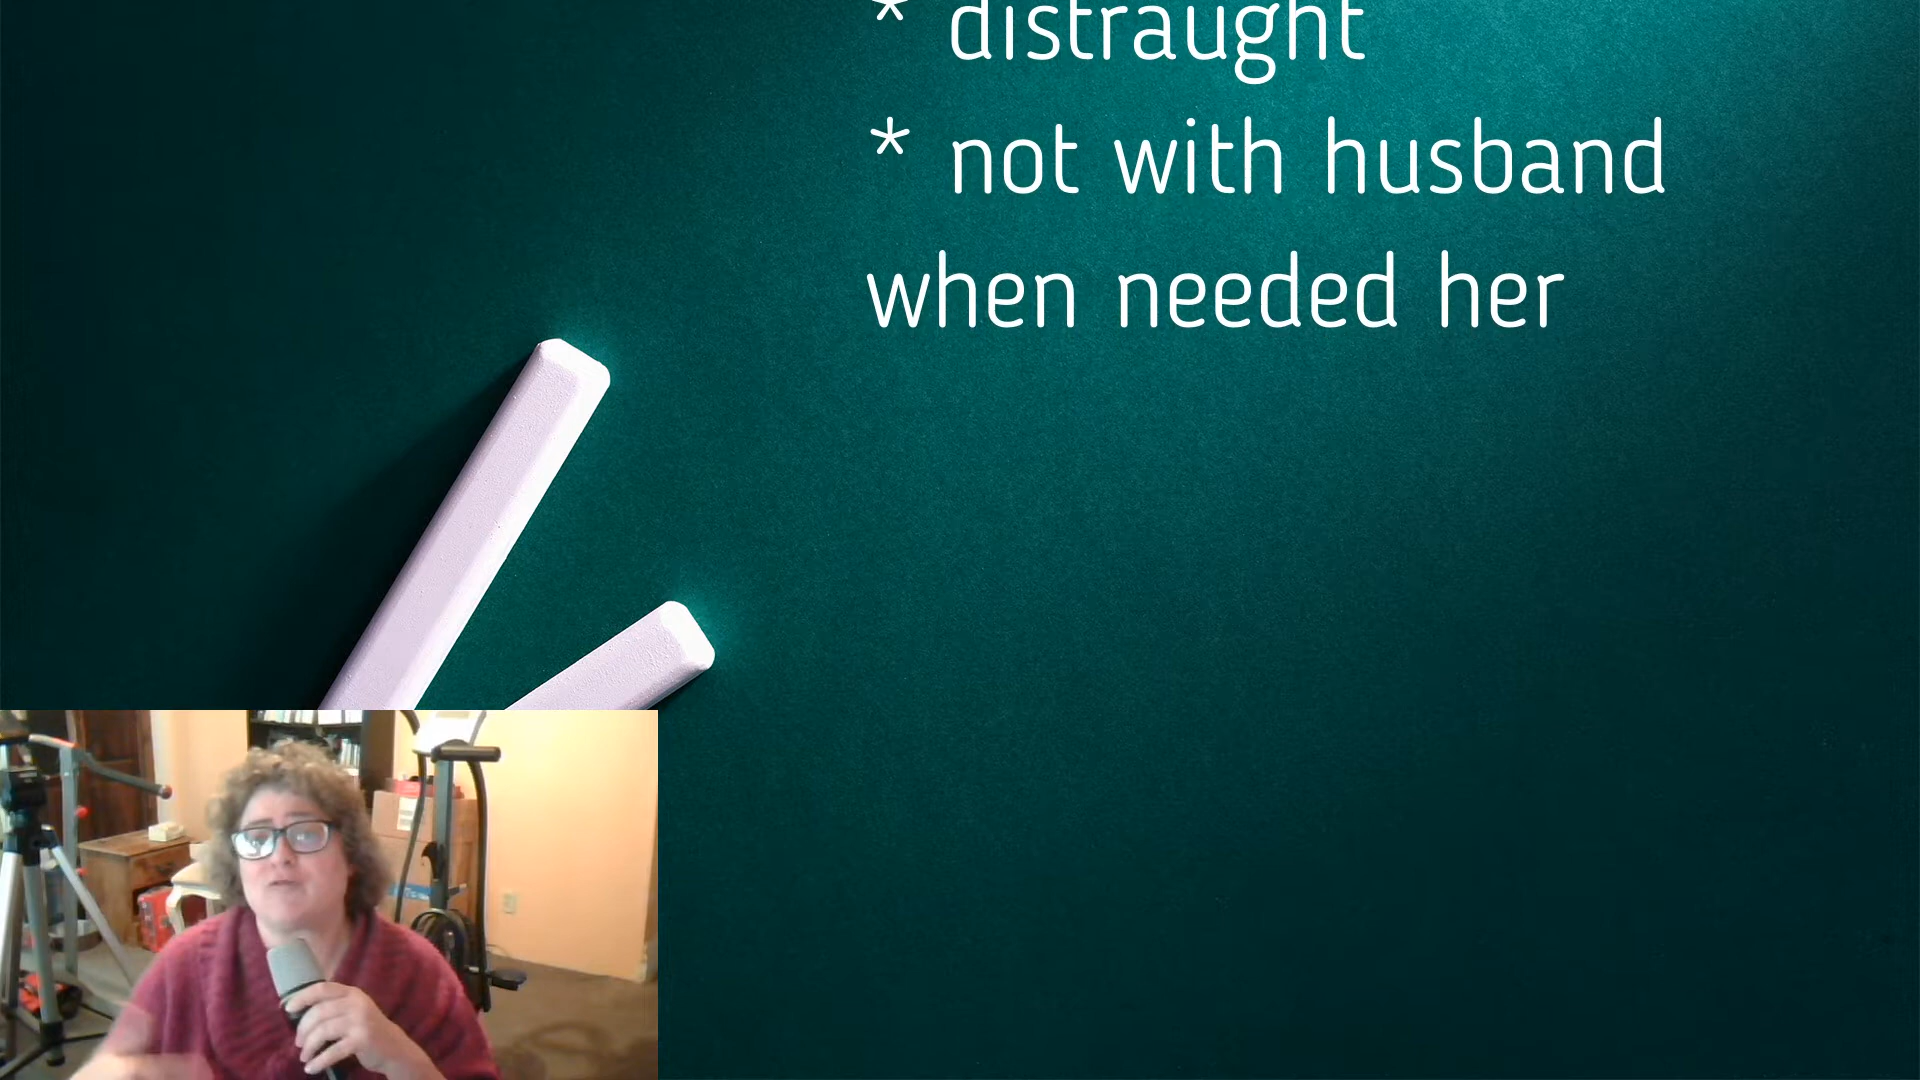 * distraught
* not with husband
when needed her